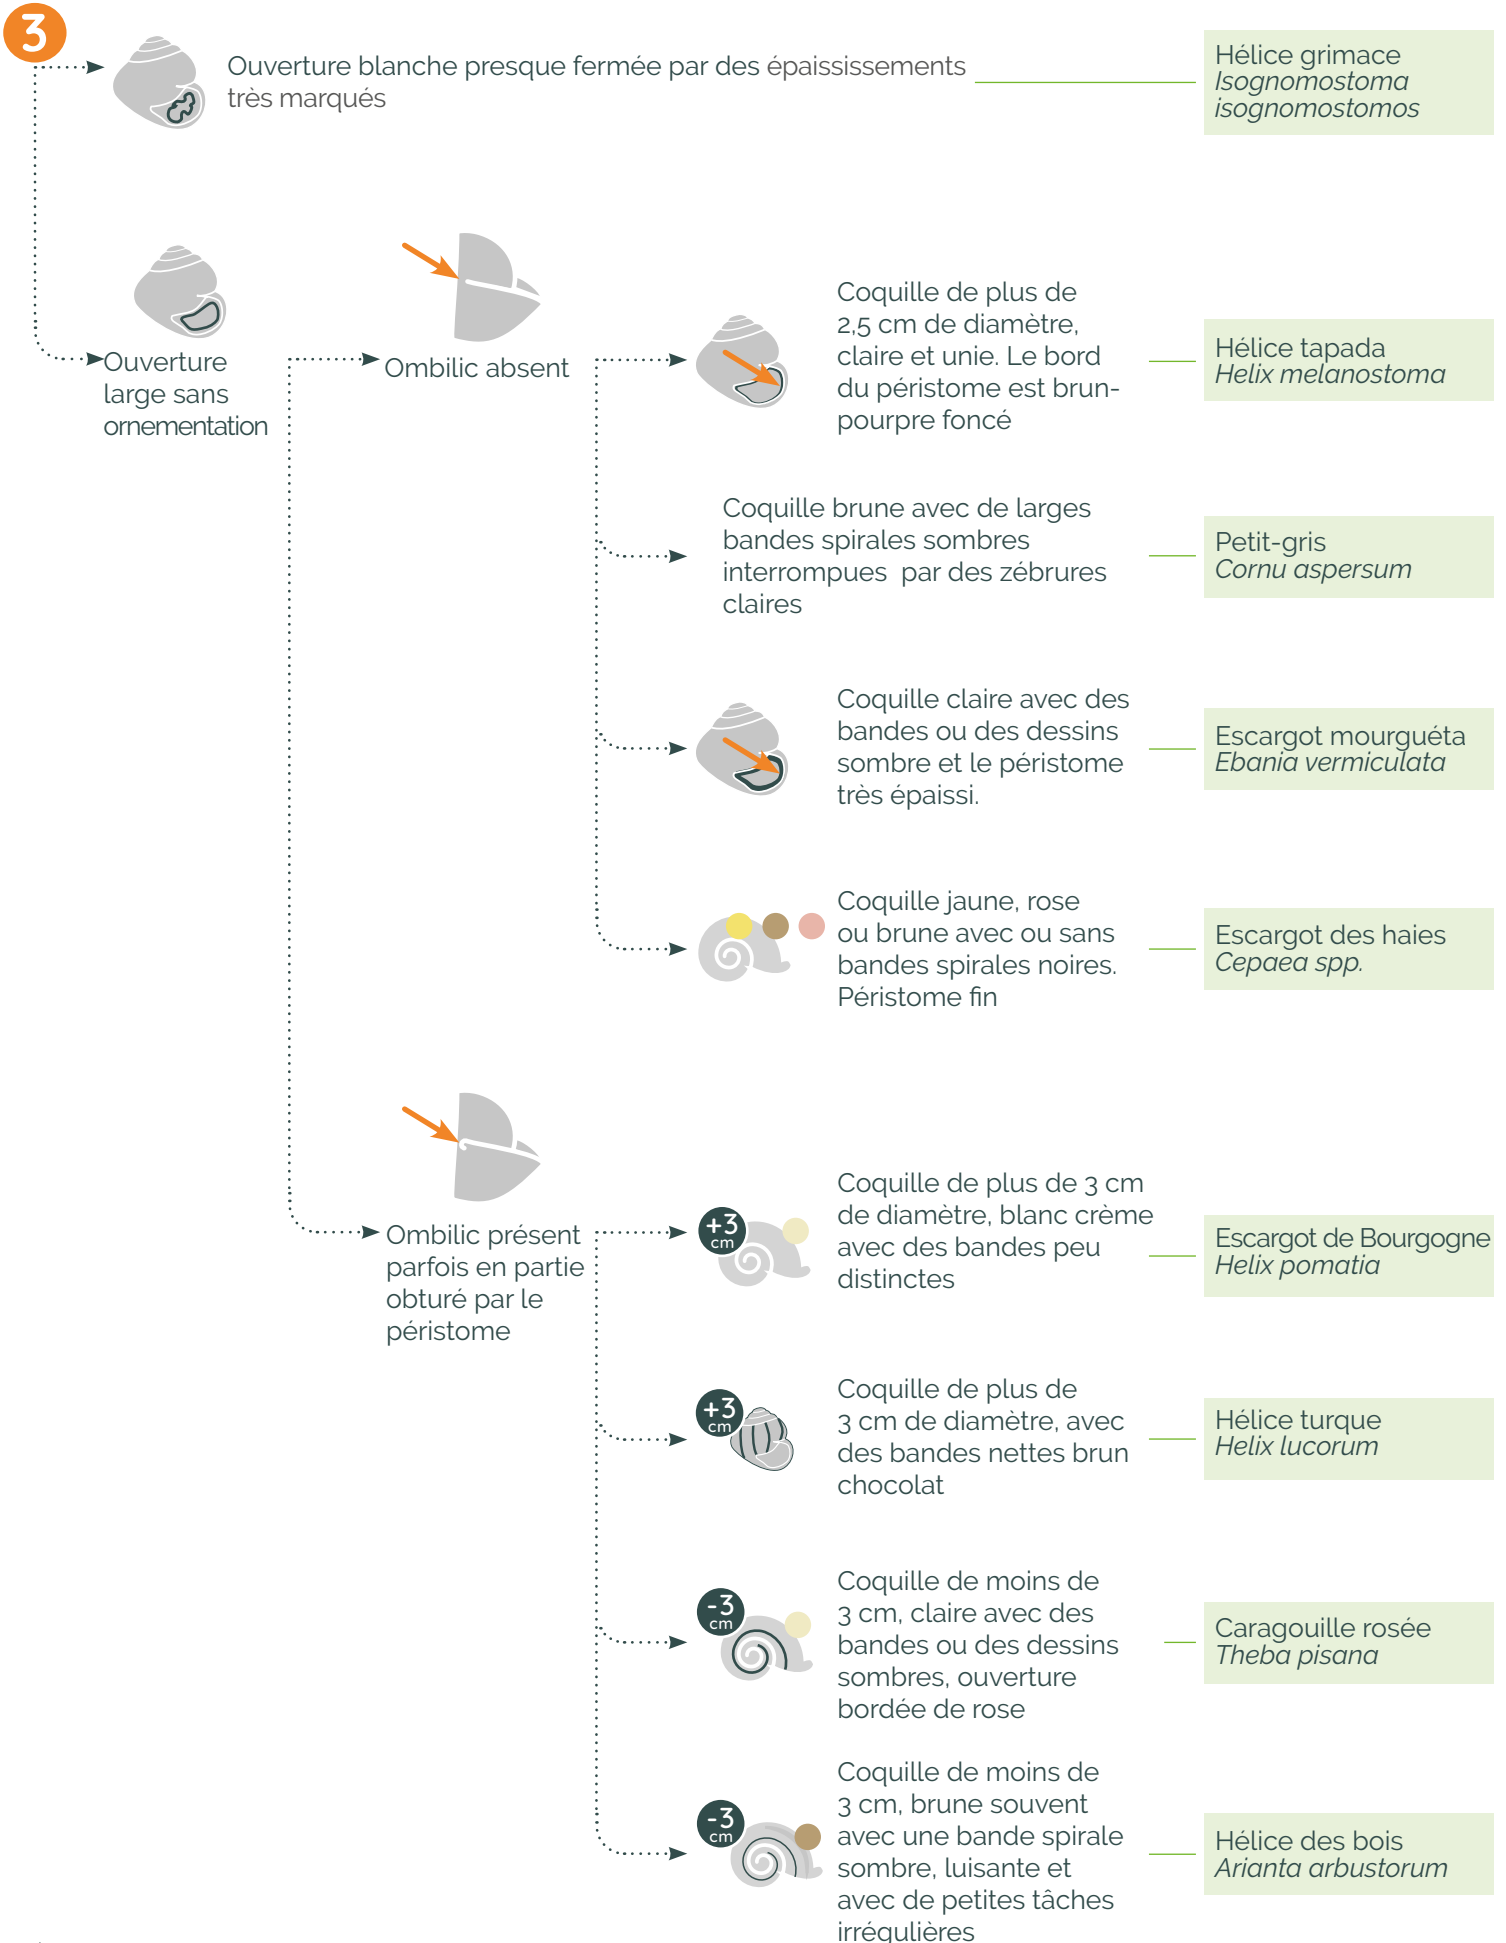 3
Ouverture blanche presque fermée par des épaississements
très marqués
Hélice grimace
Isognomostoma
isognomostomos
Ouverture
large sans
ornementation
Ombilic absent
Coquille de plus de
2,5 cm de diamètre,
claire et unie. Le bord
du péristome est brun-
pourpre foncé
Hélice tapada
Helix melanostoma
Coquille brune avec de larges
bandes spirales sombres
interrompues  par des zébrures
claires
Petit-gris
Cornu aspersum
Coquille claire avec des
bandes ou des dessins
sombre et le péristome
très épaissi.
Escargot mourguéta
Ebania vermiculata
Coquille jaune, rose
ou brune avec ou sans
bandes spirales noires.
Péristome fin
Escargot des haies
Cepaea spp.
Ombilic présent
parfois en partie
obturé par le
péristome
+3
cm
Coquille de plus de 3 cm
de diamètre, blanc crème
avec des bandes peu
distinctes
Escargot de Bourgogne
Helix pomatia
+3
cm
Coquille de plus de
3 cm de diamètre, avec
des bandes nettes brun
chocolat
Hélice turque
Helix lucorum
-3
cm
Coquille de moins de
3 cm, claire avec des
bandes ou des dessins
sombres, ouverture
bordée de rose
Caragouille rosée
Theba pisana
-3
cm
Coquille de moins de
3 cm, brune souvent
avec une bande spirale
sombre, luisante et
avec de petites tâches
irrégulières
Hélice des bois
Arianta arbustorum